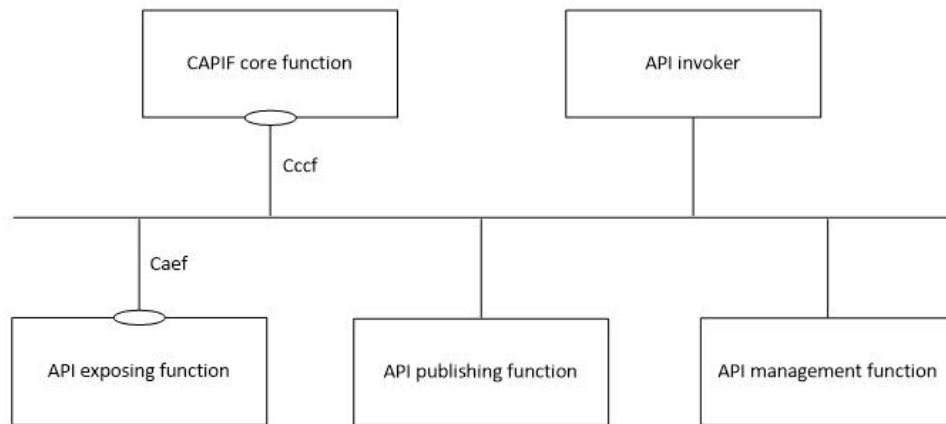 CAPIF core function
API invoker
Cccf
Caef
API exposing function
API publishing function
API management function